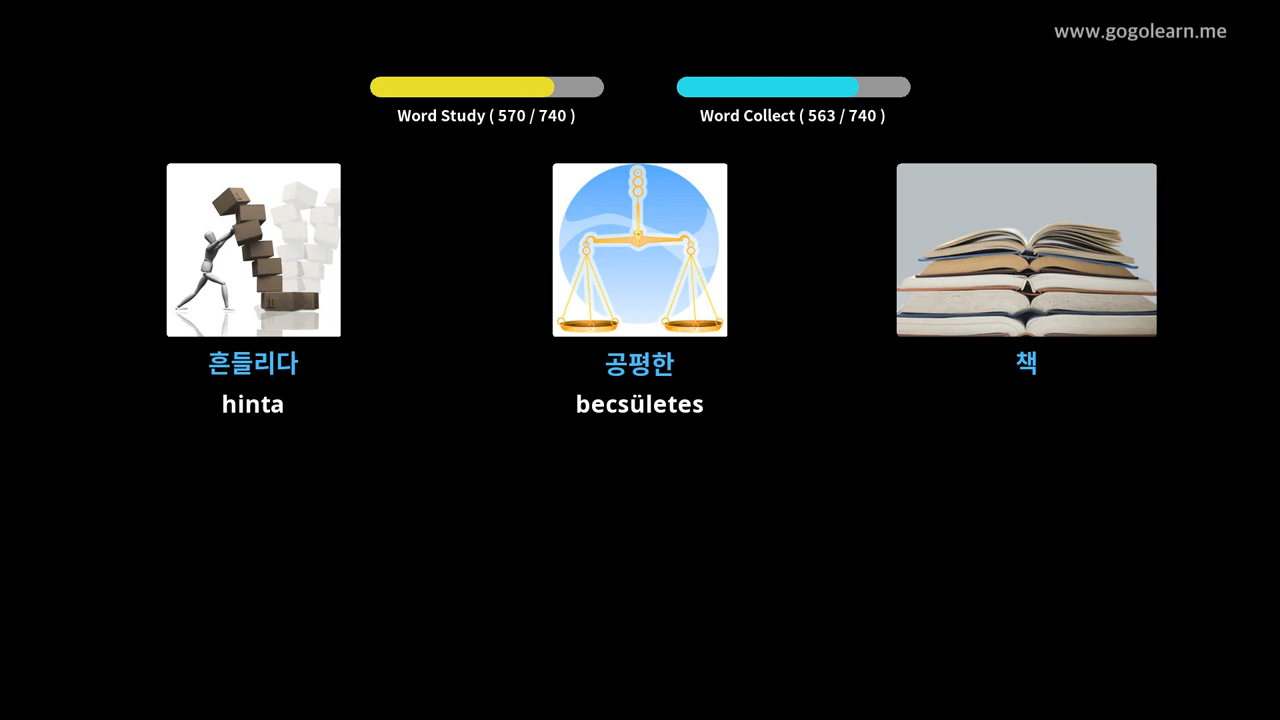 www.gogolearn.me
Word Study ( 570 / 740 )
Word Collect ( 563 / 740 )
흔들리다
공평한
책
hinta
becsületes